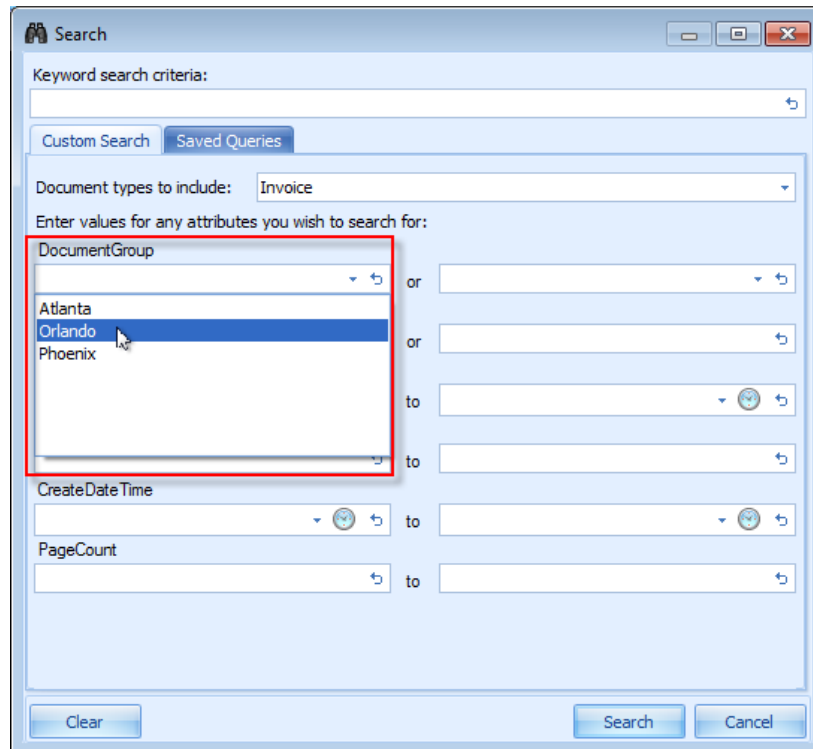 Search
Keyword search criteria:
Custom Search Saved Queries
Document types to include: Invoice
Enter values for any attributes you wish to search for:
DocumentGroup
or
Atlanta
Orlando
or
Phoenix
to
to
CreateDateTime
to
PageCount
to
Clear Search Cancel